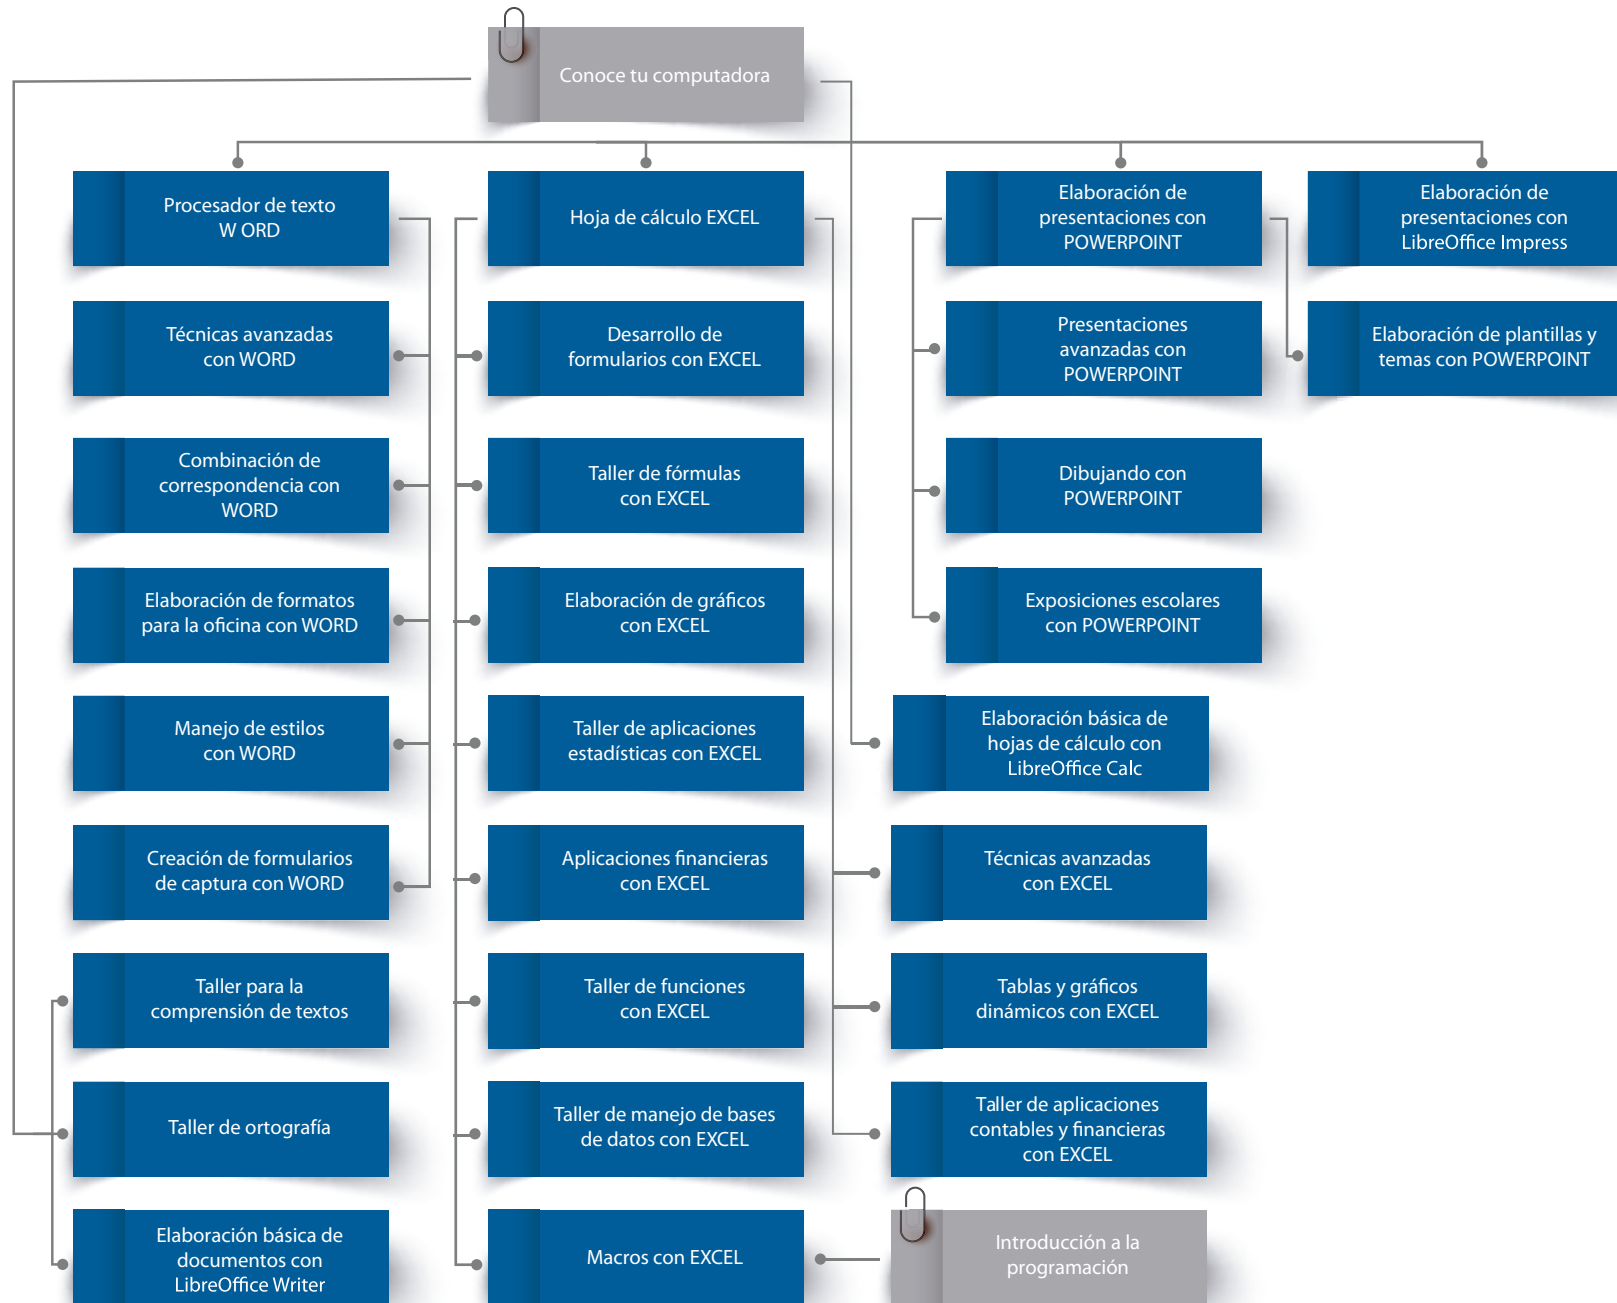 Conoce tu computadora
Procesador de texto
W ORD
Hoja de cálculo EXCEL
Elaboración de
presentaciones con
POWERPOINT
Elaboración de
presentaciones con
LibreOffice Impress
Técnicas avanzadas
con WORD
Desarrollo de
formularios con EXCEL
Presentaciones
avanzadas con
POWERPOINT
Elaboración de plantillas y
temas con POWERPOINT
Combinación de
correspondencia con
WORD
Taller de fórmulas
con EXCEL
Dibujando con
POWERPOINT
Elaboración de formatos
para la oficina con WORD
Elaboración de gráficos
con EXCEL
Exposiciones escolares
con POWERPOINT
Manejo de estilos
con WORD
Taller de aplicaciones
estadísticas con EXCEL
Elaboración básica de
hojas de cálculo con
LibreOffice Calc
Creación de formularios
de captura con WORD
Aplicaciones financieras
con EXCEL
Técnicas avanzadas
con EXCEL
Taller para la
comprensión de textos
Taller de funciones
con EXCEL
Tablas y gráficos
dinámicos con EXCEL
Taller de ortografía
Taller de manejo de bases
de datos con EXCEL
Taller de aplicaciones
contables y financieras
con EXCEL
Elaboración básica de
documentos con
LibreOffice Writer
Macros con EXCEL
Introducción a la
programación